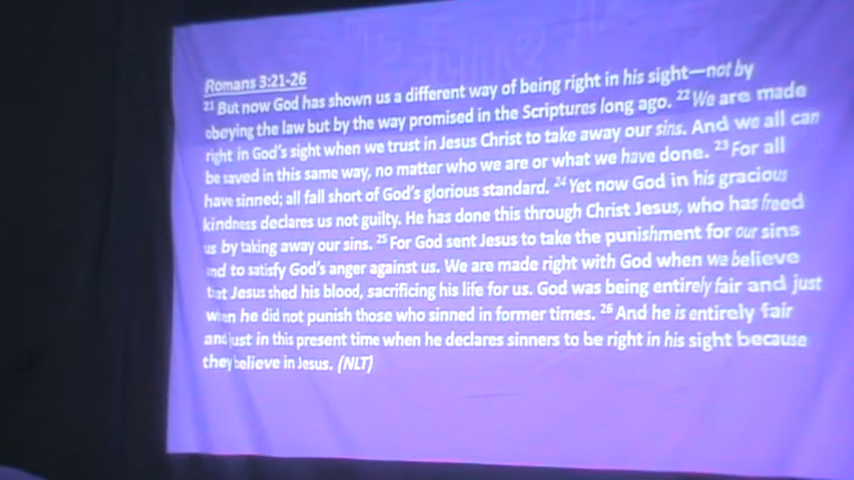 Romans 3:21-26
21 But now God has shown us a different way of being right in his sight—not by
obeying the law but by the way promised in the Scriptures long ago. 22 We are made
right in God's sight when we trust in Jesus Christ to take away our sins. And we all can
be saved in this same way, no matter who we are or what we have done. 23 For all
have sinned; all fall short of God's glorious standard. 24 Yet now God in his gracious
kindness declares us not guilty. He has done this through Christ Jesus, who has freed
us by taking away our sins. 25 For God sent Jesus to take the punishment for our sins
and to satisfy God's anger against us. We are made right with God when we believe
that Jesus shed his blood, sacrificing his life for us. God was being entirely fair and just
when he did not punish those who sinned in former times. 26 And he is entirely fair
and just in this present time when he declares sinners to be right in his sight because
they believe in Jesus. (NLT)